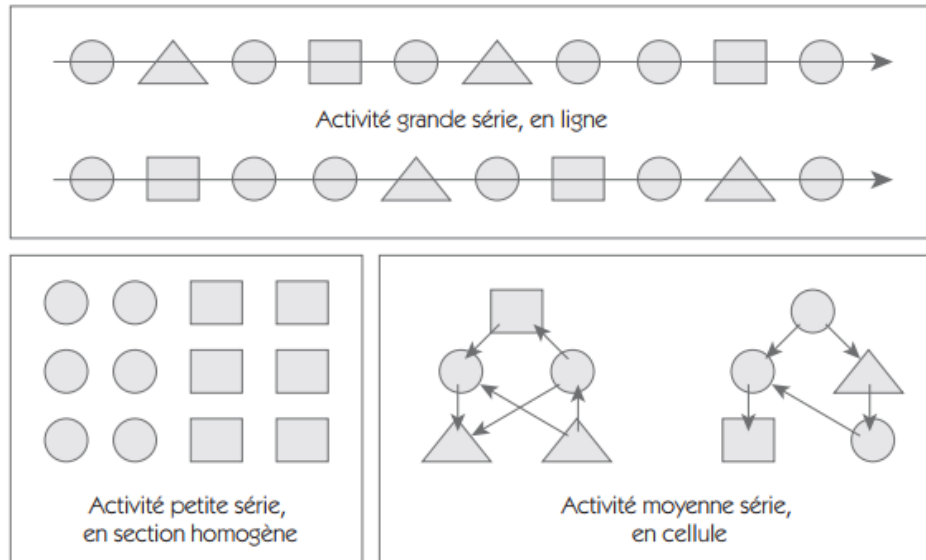 Activité grande série, en ligne
Activité petite série,
en section homogène
Activité moyenne série,
en cellule